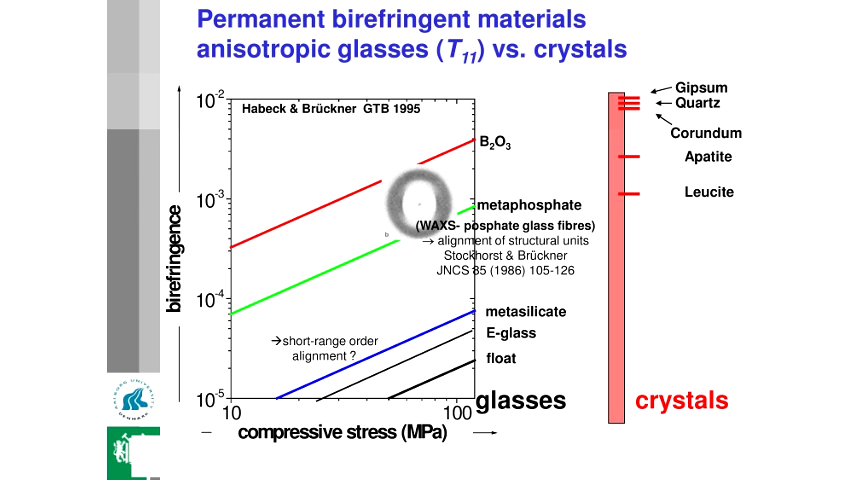 Permanent birefringent materials
anisotropic glasses (T11) vs. crystals
birefringence
10-2
10-3
10-4
10-5
Habeck & Brückner GTB 1995
B2O3
metaphosphate
(WAXS- posphate glass fibres)
→ alignment of structural units
Stockhorst & Brückner
JNCS 85 (1986) 105-126
b
metasilicate
E-glass
float
→short-range order
alignment ?
10
100
glasses
compressive stress (MPa)
Gipsum
Quartz
Corundum
Apatite
Leucite
crystals
AALBORG UNIVERSITY
DENMARK